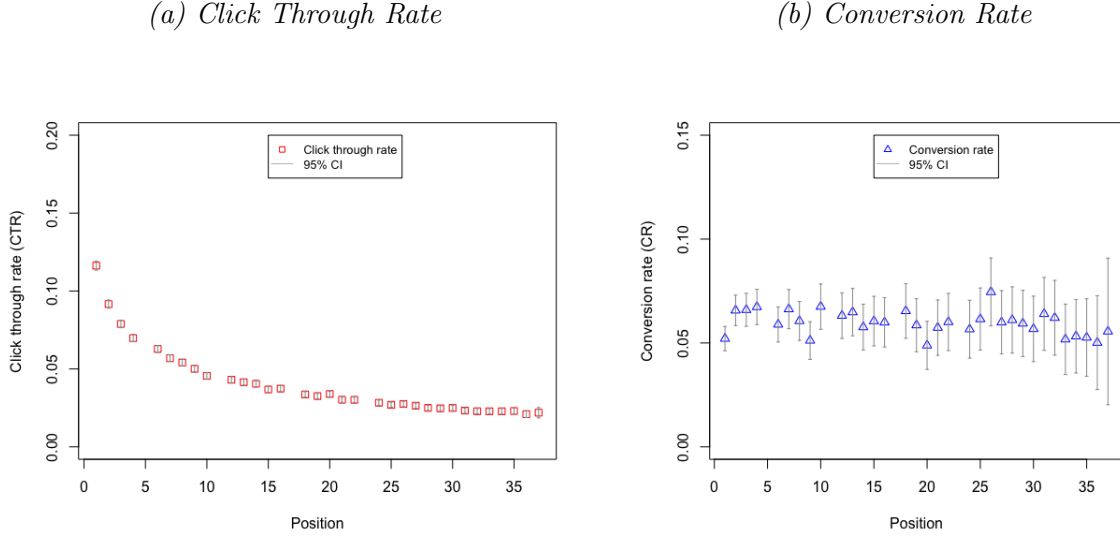 (a) Click Through Rate
Click through rate
95% CI
Click through rate (CTR)
0.20
0.15
0.10
0.05
0.00
0 5 10 15 20 25 30 35
Position
(b) Conversion Rate
Conversion rate
95% CI
Conversion rate (CR)
0.15
0.10
0.05
0.00
0 5 10 15 20 25 30 35
Position